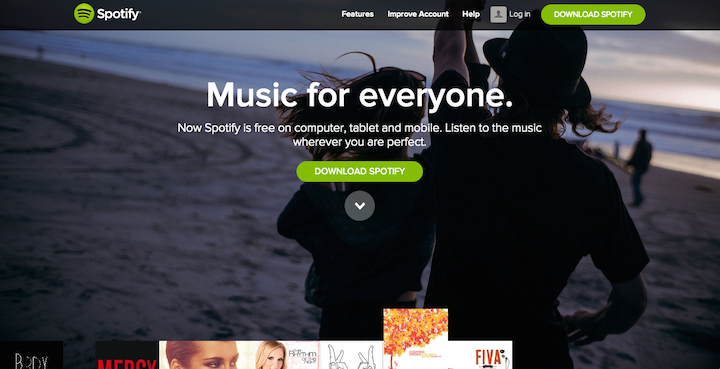 Spotify®
Features
Improve Account
Help
Log in
DOWNLOAD SPOTIFY
Music for everyone.
Now Spotify is free on computer, tablet and mobile. Listen to the music
wherever you are perfect.
DOWNLOAD SPOTIFY
BODY
MERCY
RHYTHM
FIVA